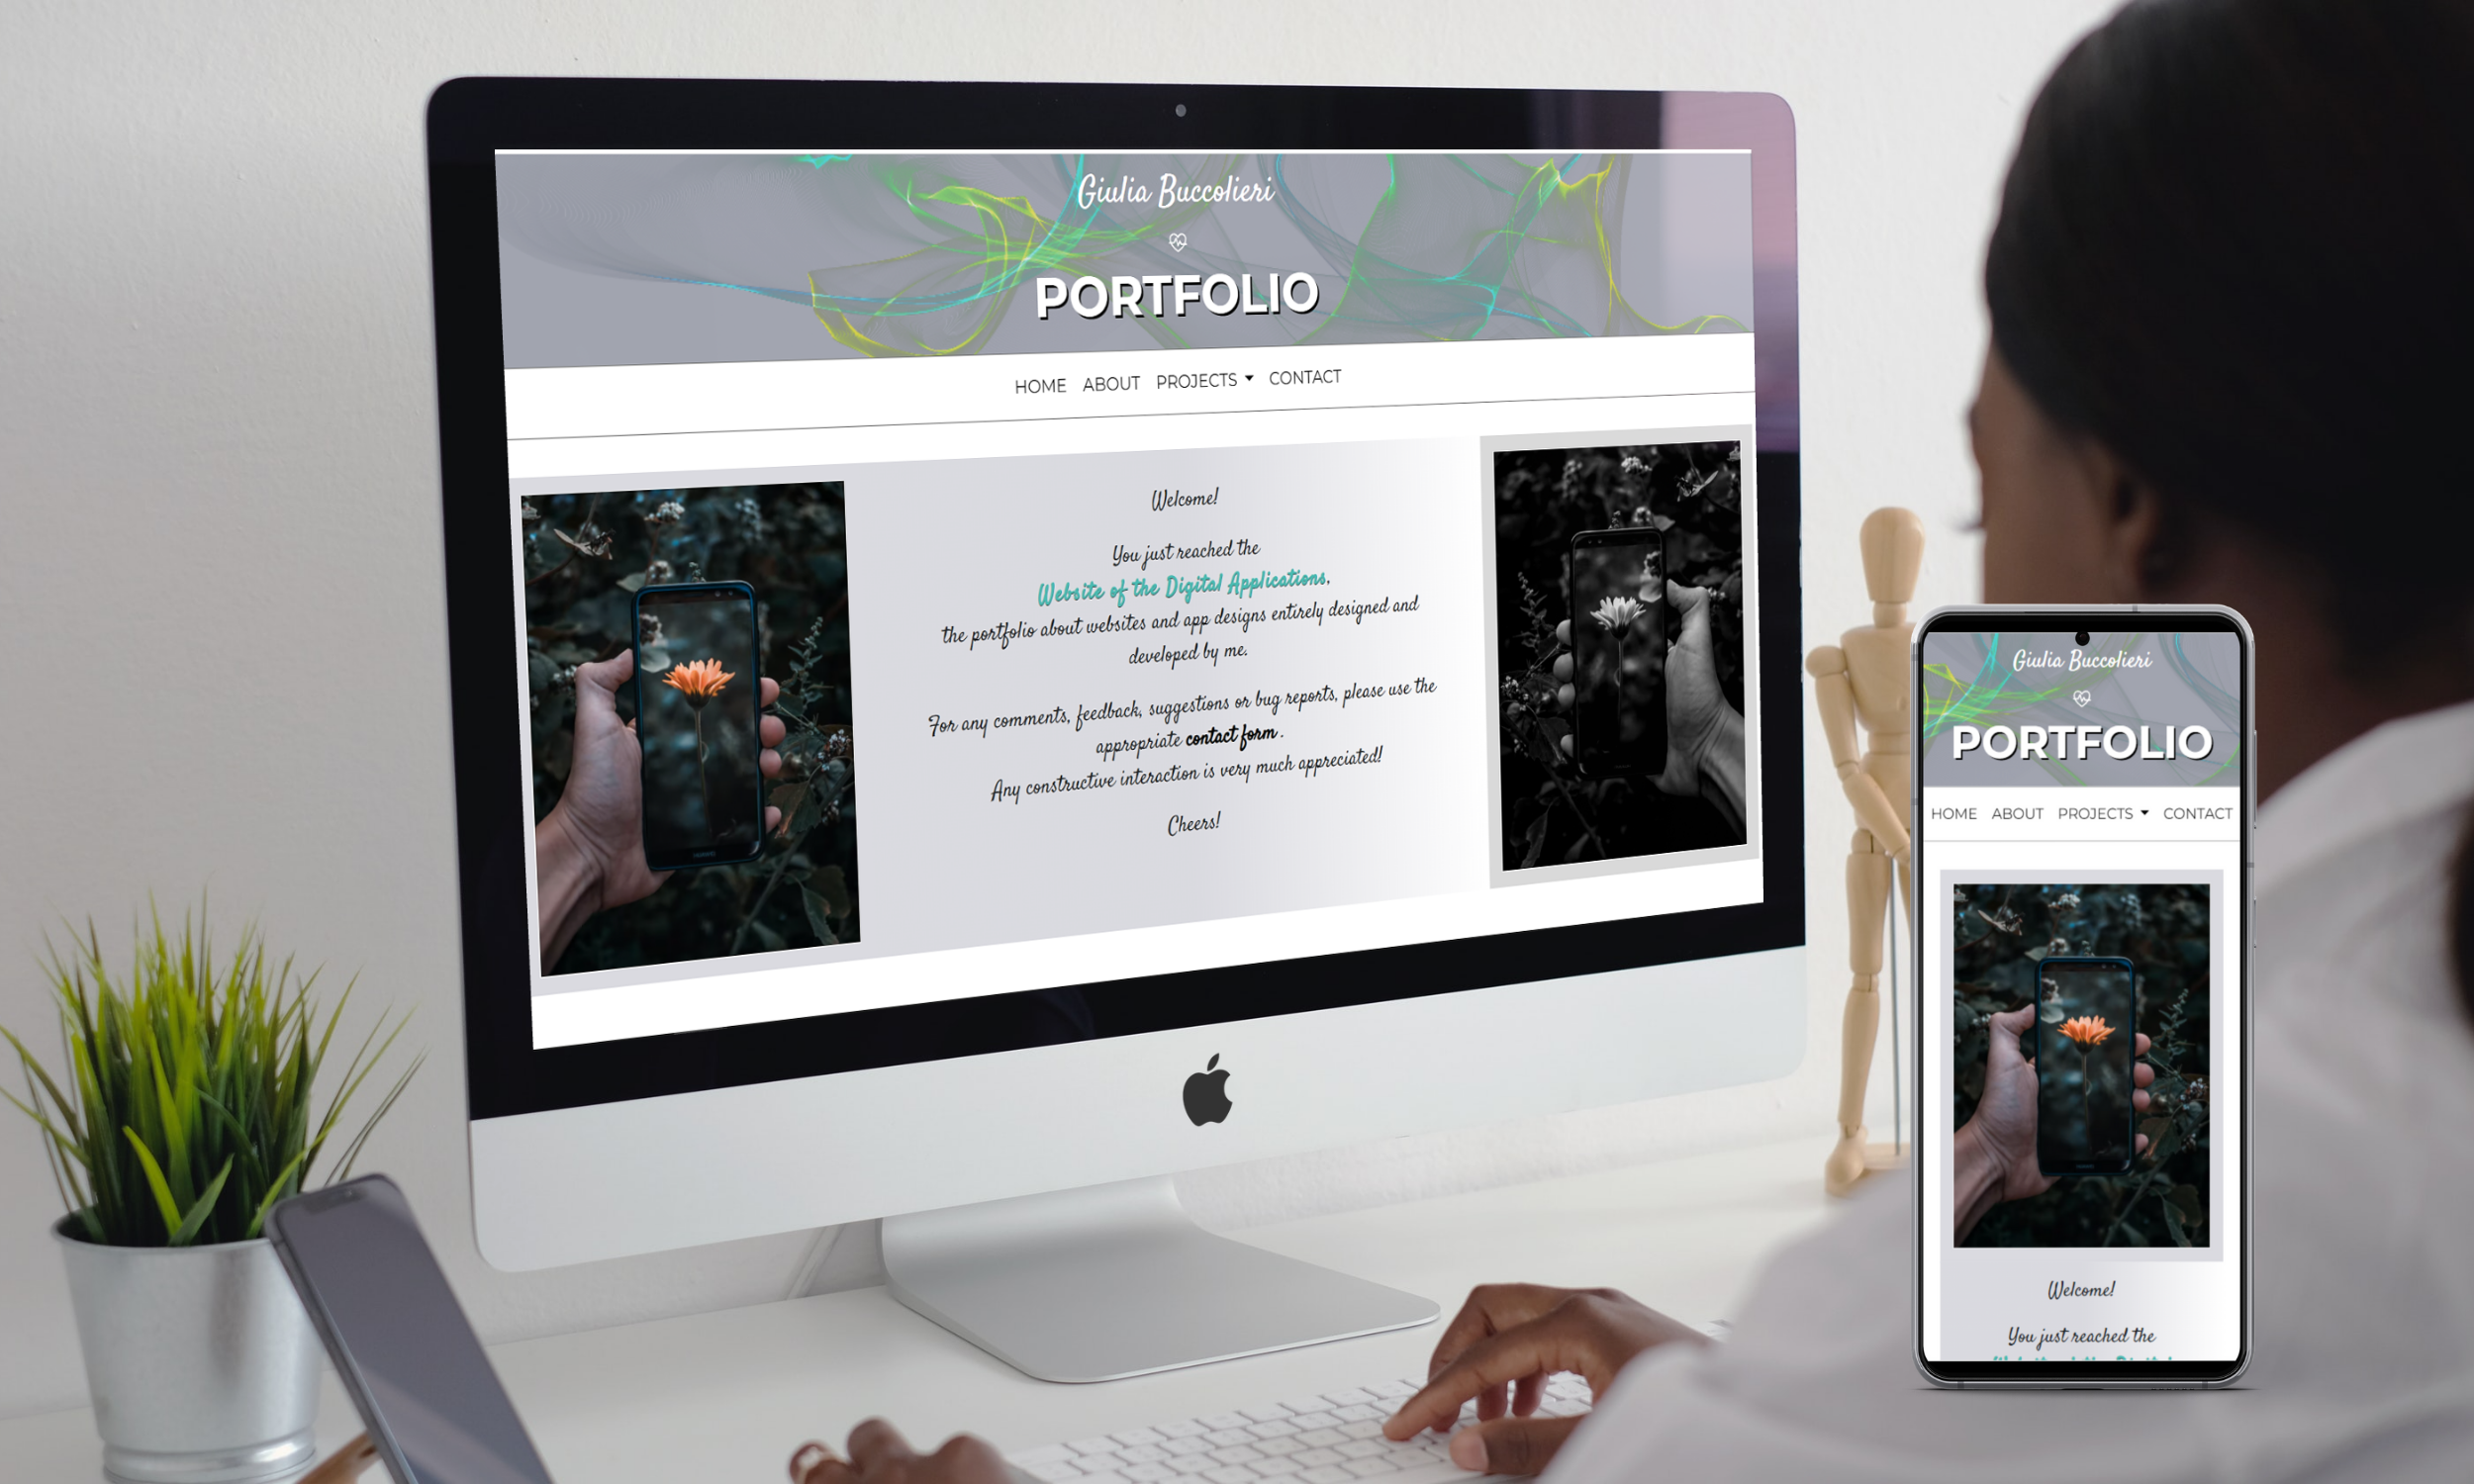 Giulia Buccolieri
PORTFOLIO
HOME ABOUT PROJECTS CONTACT
Welcome!
You just reached the
Website of the Digital Applications,
the portfolio about websites and app designs entirely designed and
developed by me.
For any comments, feedback, suggestions or bug reports, please use the
appropriate contact form .
Any constructive interaction is very much appreciated!
Cheers!
Giulia Buccolieri
PORTFOLIO
HOME ABOUT PROJECTS CONTACT
Welcome!
You just reached the